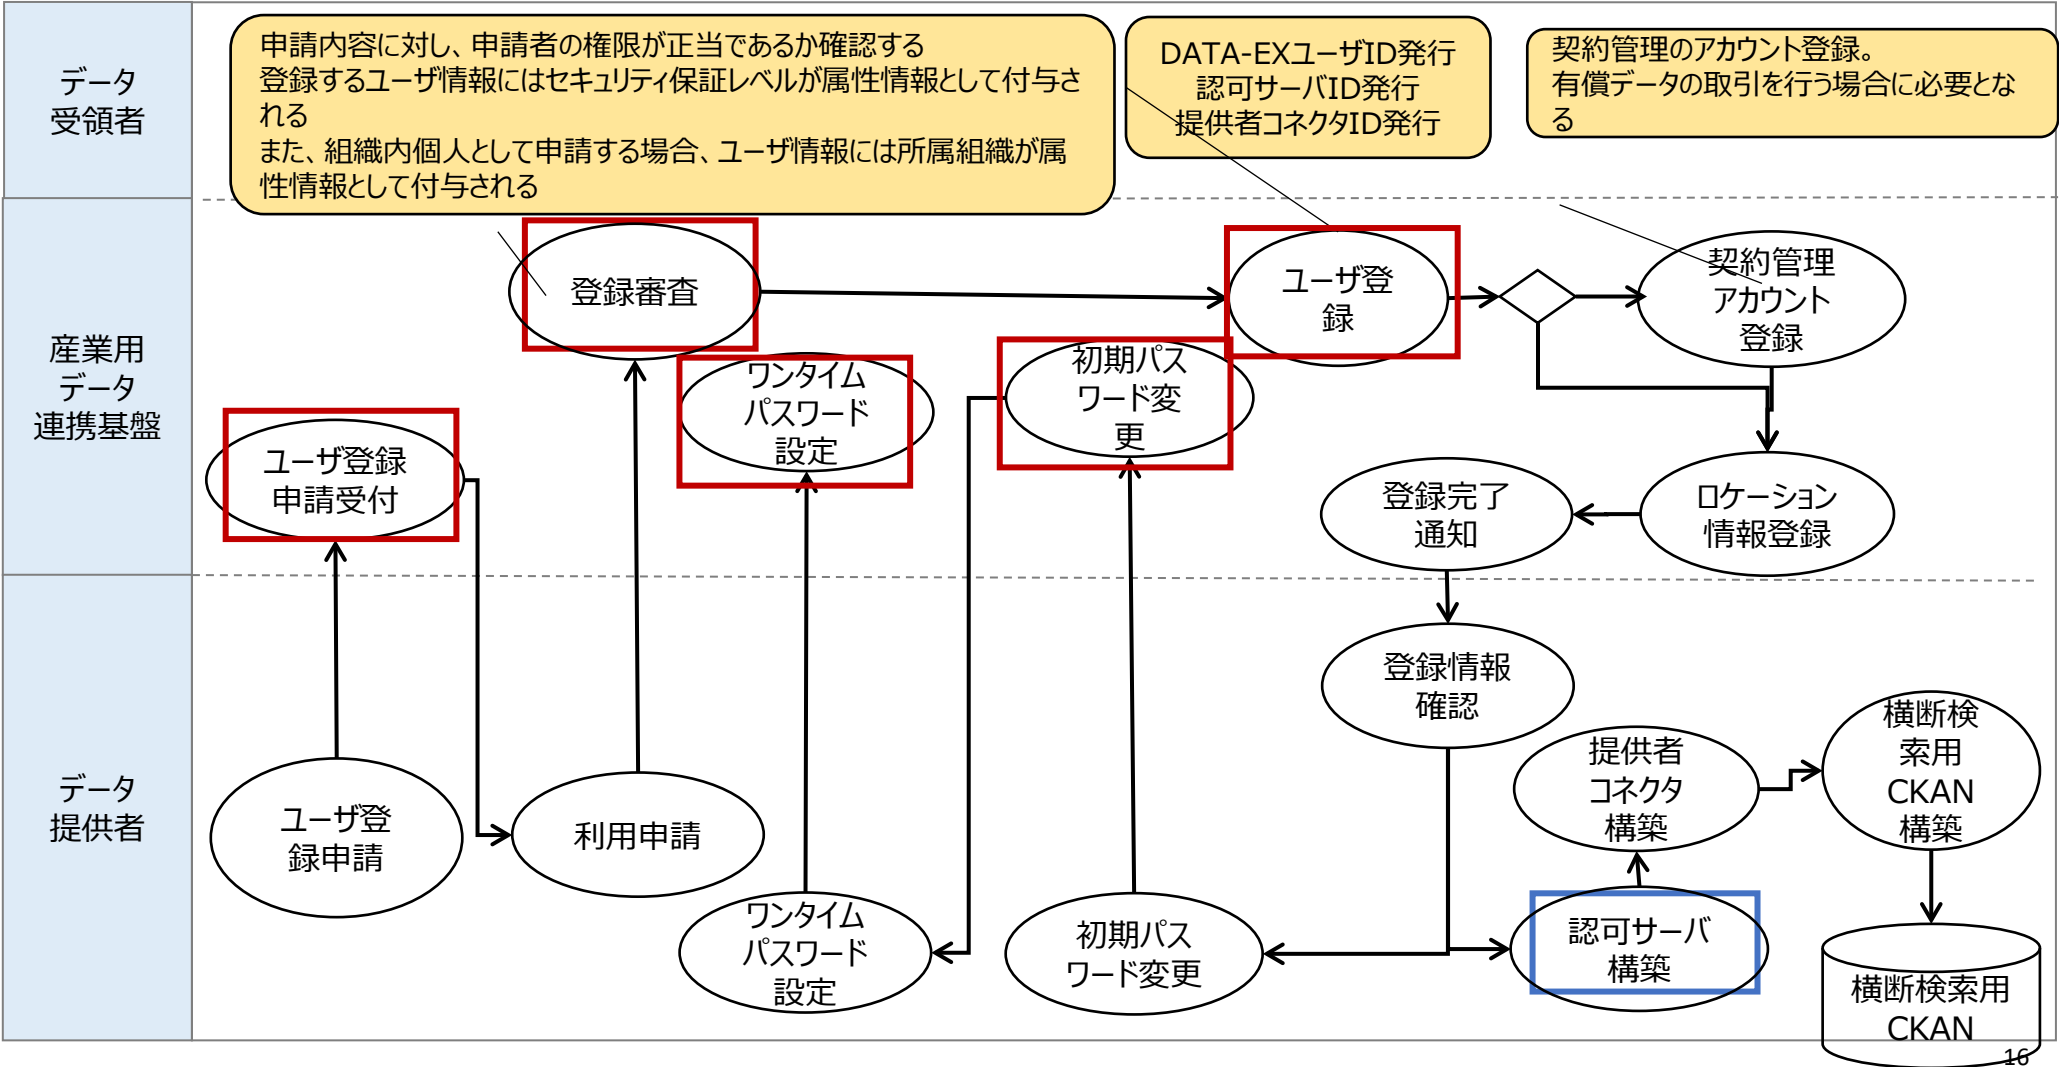 データ
受領者
申請内容に対し、申請者の権限が正当であるか確認する
登録するユーザ情報にはセキュリティ保証レベルが属性情報として付与さ
れる
また、組織内個人として申請する場合、ユーザ情報には所属組織が属
性情報として付与される
DATA-EXユーザID発行
認可サーバID発行
提供者コネクタID発行
契約管理のアカウント登録。
有償データの取引を行う場合に必要とな
る
産業用
データ
連携基盤
ユーザ登録
申請受付
登録審査
ワンタイム
パスワード
設定
初期パス
ワード変
更
ユーザ登
録
契約管理
アカウント
登録
ロケーション
情報登録
登録完了
通知
データ
提供者
ユーザ登
録申請
利用申請
ワンタイム
パスワード
設定
初期パス
ワード変更
登録情報
確認
認可サーバ
構築
提供者
コネクタ
構築
横断検
索用
CKAN
構築
横断検索用
CKAN
16